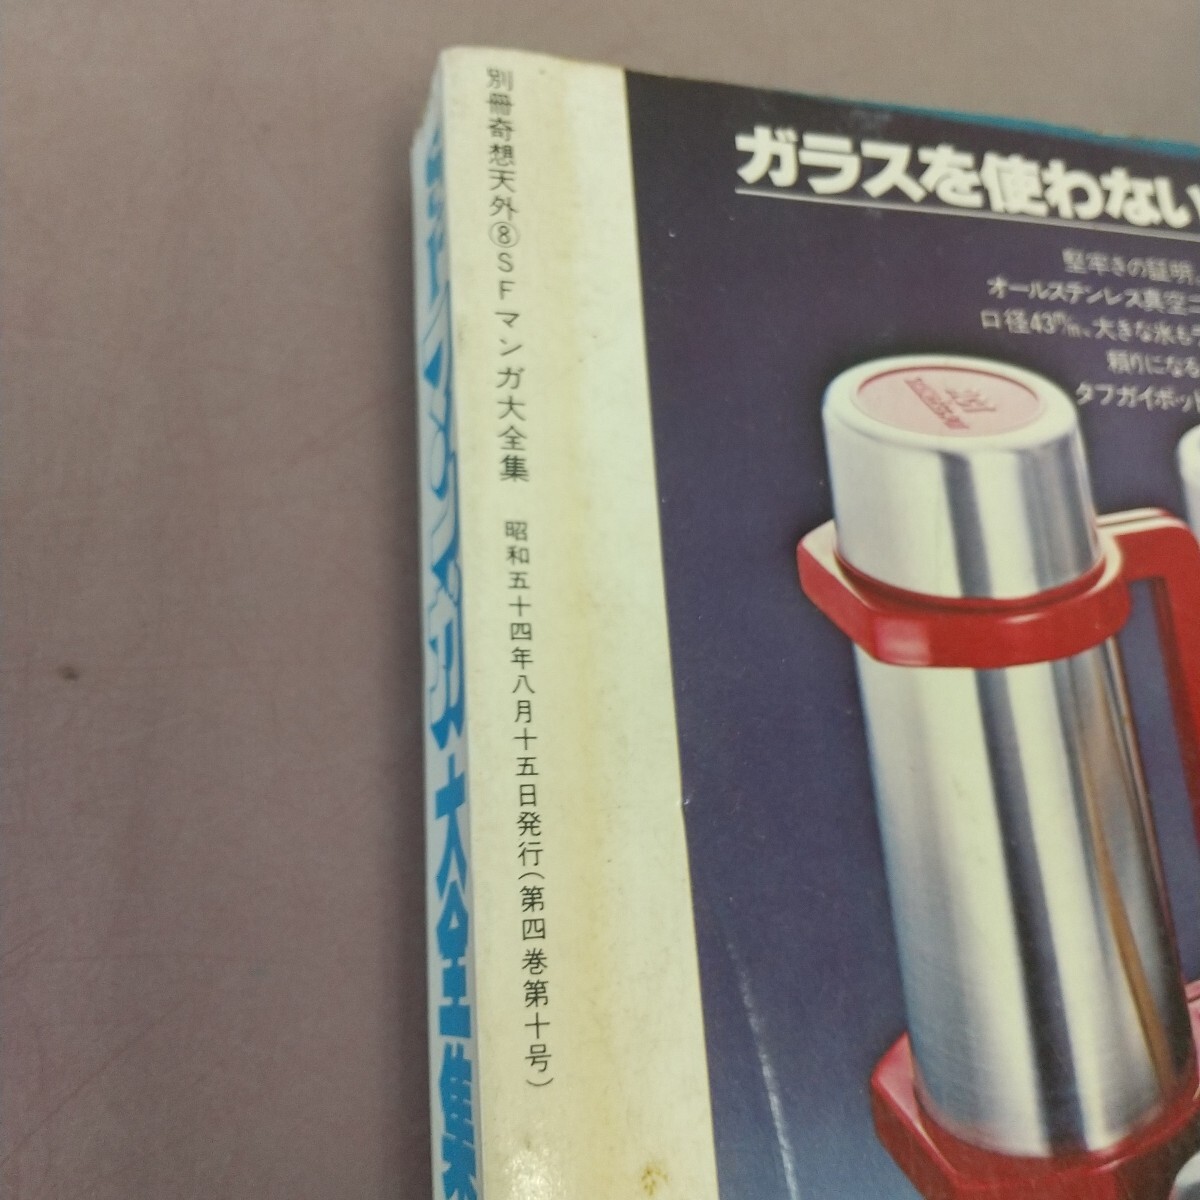 別冊奇想天外⑧SFマンガ大全集 昭和五十四年八月十五日発行(第四巻第十号)
ガラスを使わない
堅牢さの証明
オールステンレス真空
口径43m/m、大きな氷も
頼りになる
タフガイポット
大全集